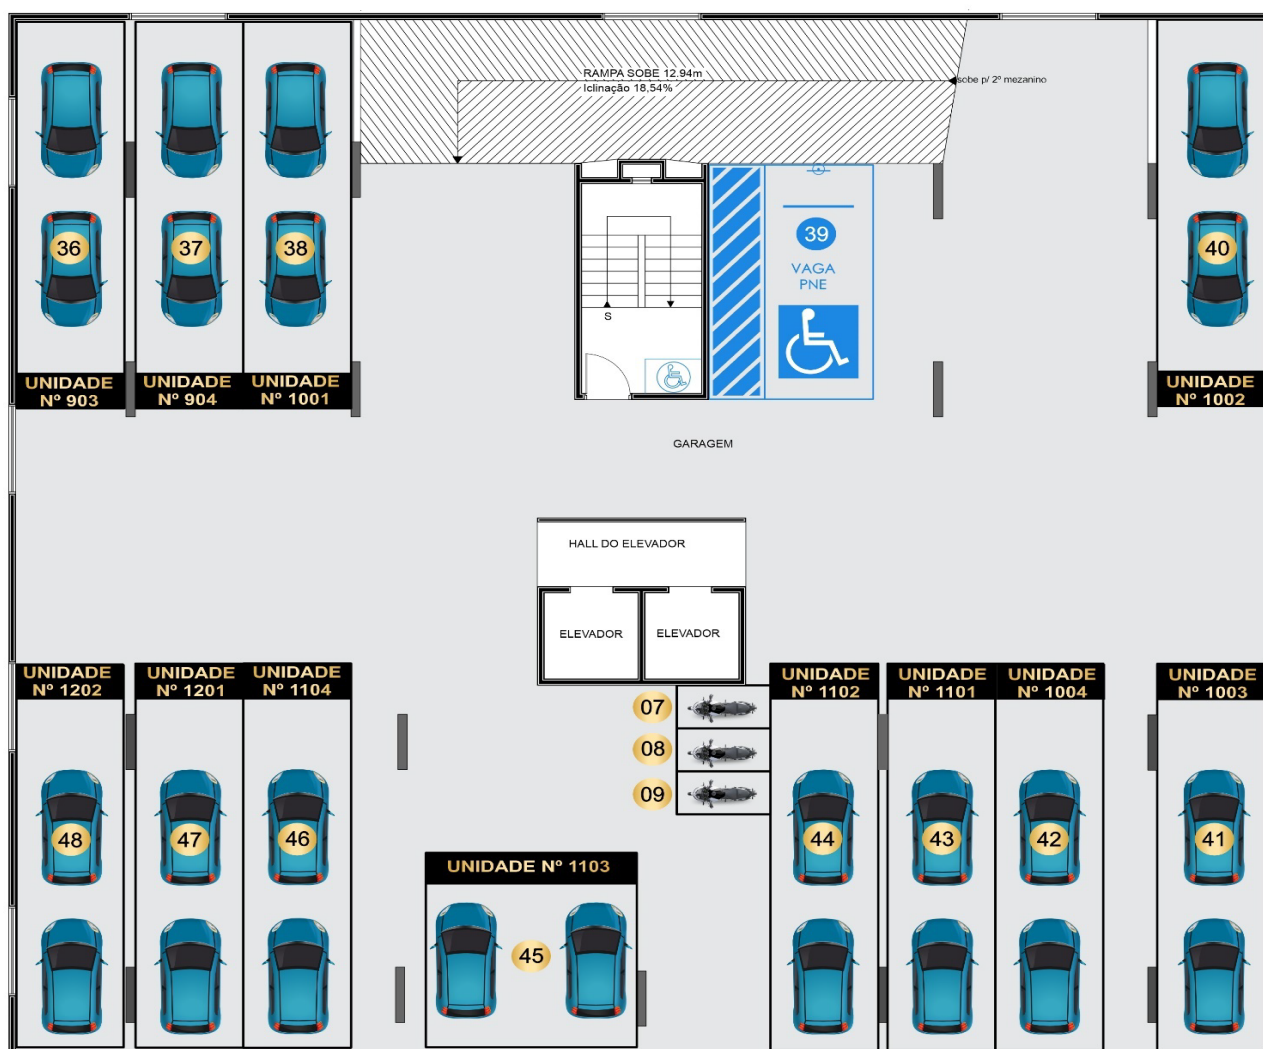 RAMPA SOBE 12.94m
Iclinação 18,54%
sobe p/ 2º mezanino
36
37
38
39
VAGA
PNE
40
S
UNIDADE
Nº 903
UNIDADE
Nº 904
UNIDADE
Nº 1001
UNIDADE
Nº 1002
GARAGEM
HALL DO ELEVADOR
ELEVADOR
ELEVADOR
UNIDADE
Nº 1202
UNIDADE
Nº 1201
UNIDADE
Nº 1104
UNIDADE
Nº 1102
UNIDADE
Nº 1101
UNIDADE
Nº 1004
UNIDADE
Nº 1003
07
08
09
48
47
46
44
43
42
41
UNIDADE Nº 1103
45